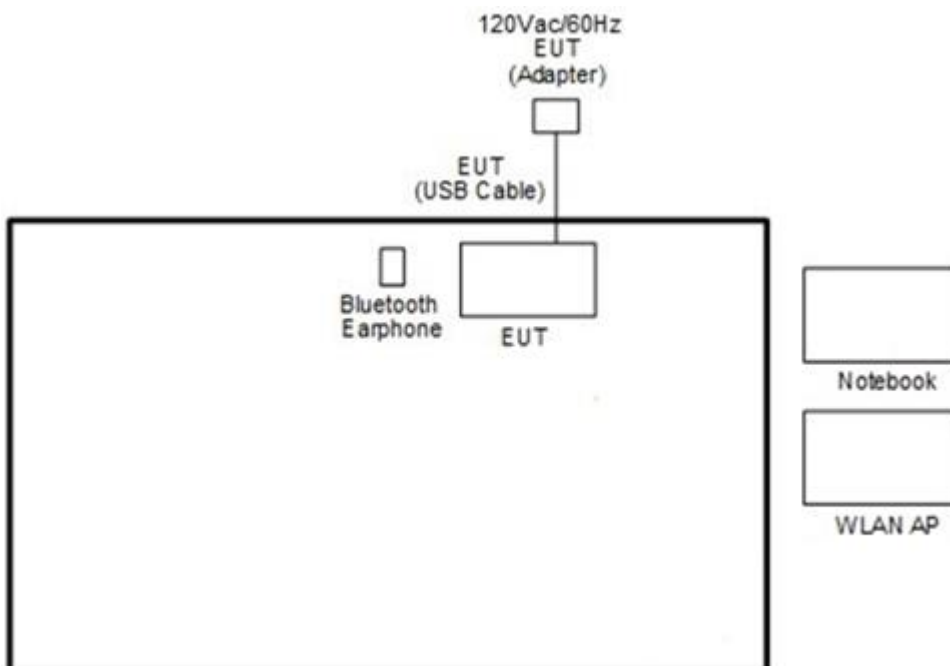 120Vac/60Hz
EUT
(Adapter)
EUT
(USB Cable)
Bluetooth
Earphone
EUT
Notebook
WLAN AP